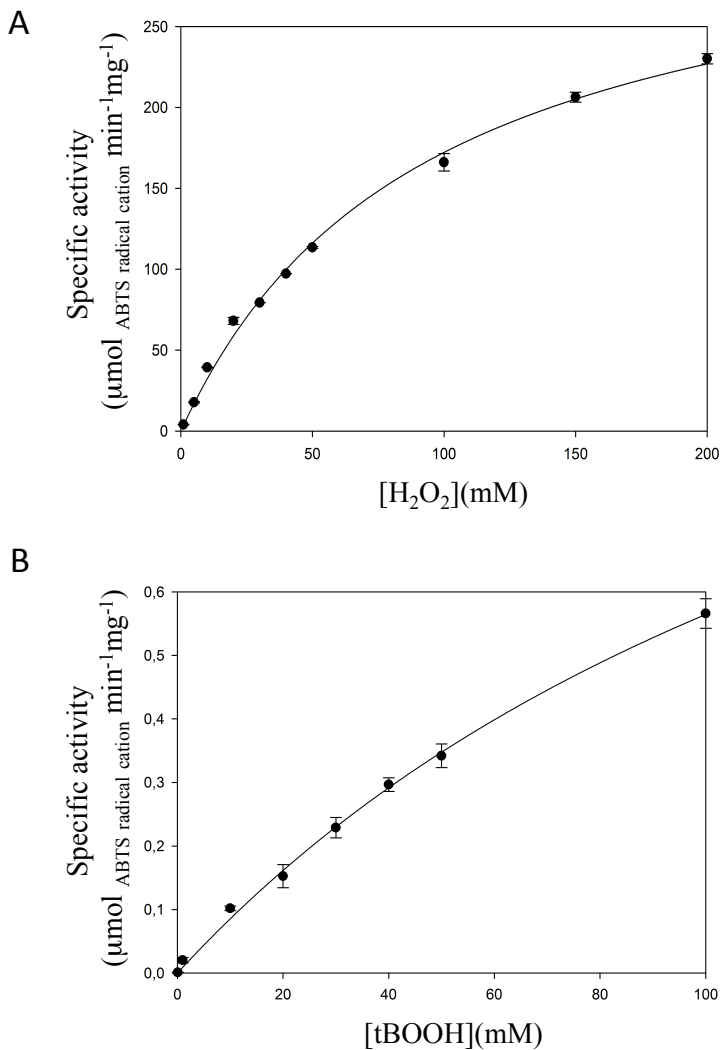 A
Specific activity
(μmol ABTS radical cation min-1mg-1)
250
200
150
100
50
0
0 50 100 150 200
[H2O2](mM)
B
Specific activity
(μmol ABTS radical cation min-1mg-1)
0,6
0,5
0,4
0,3
0,2
0,1
0,0
0 20 40 60 80 100
[tBOOH](mM)